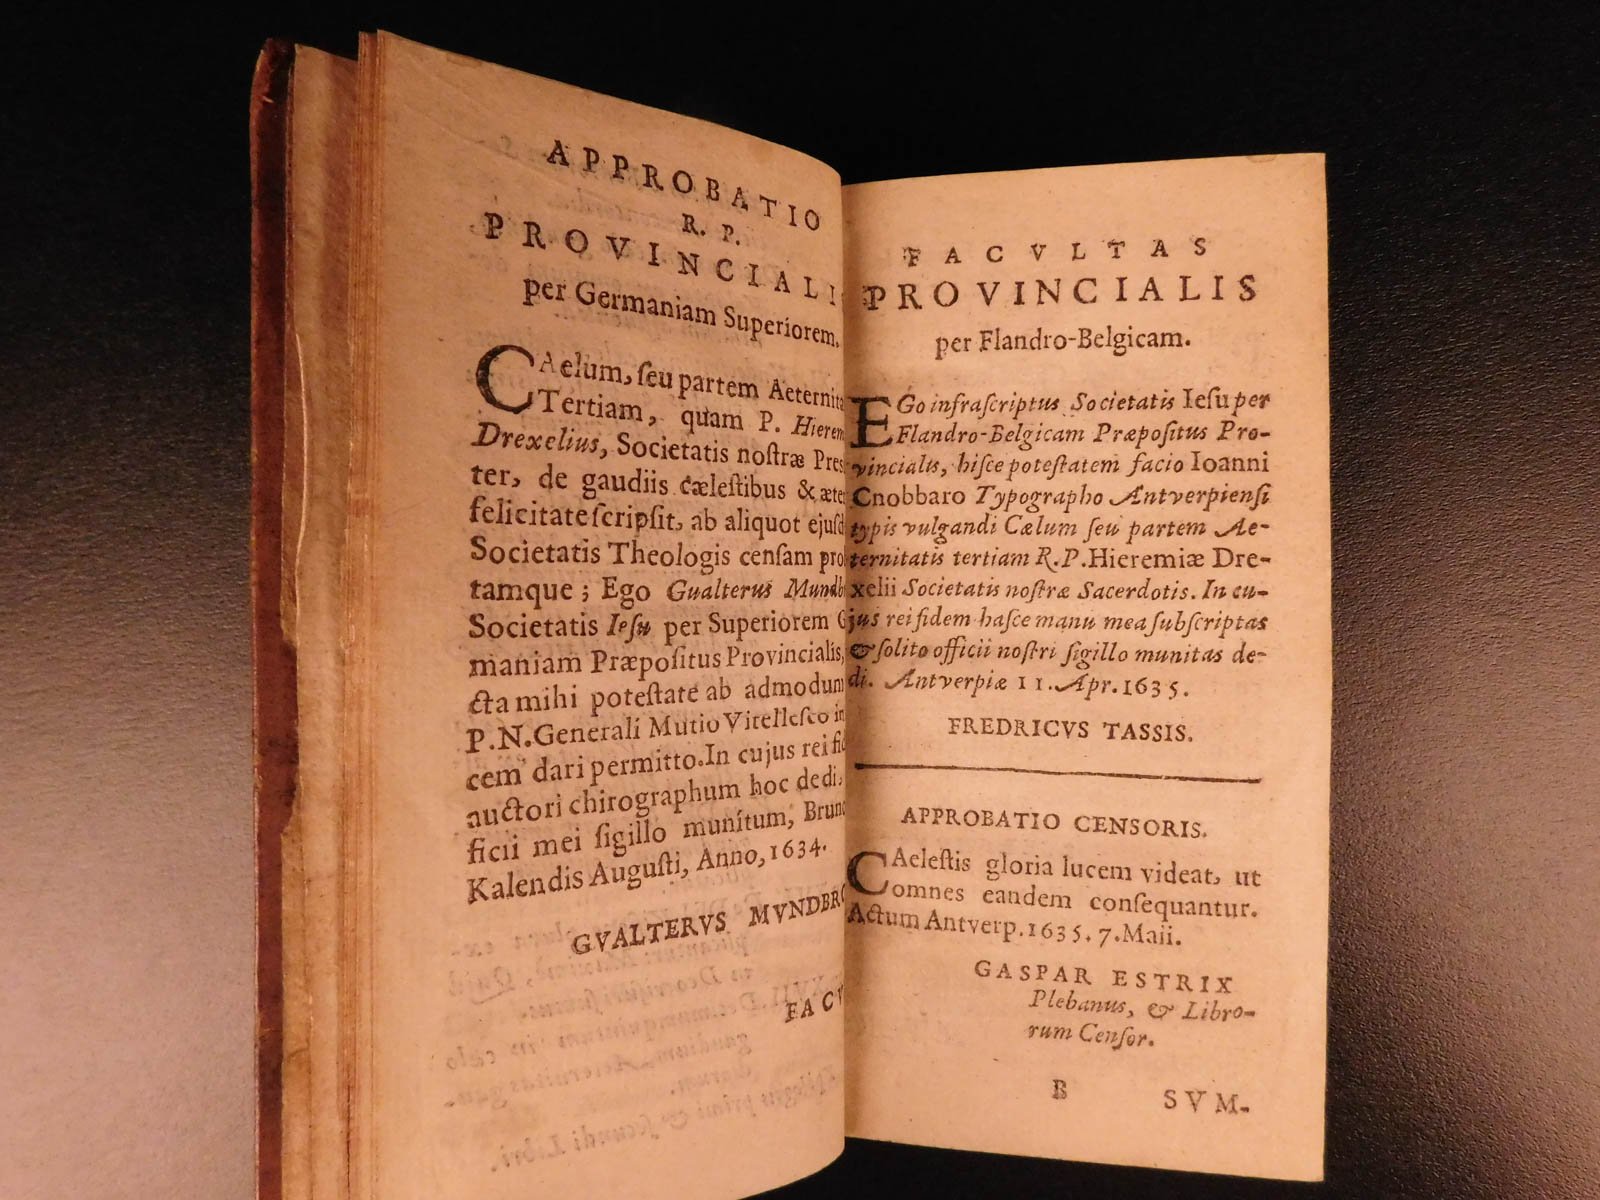 APPROBATIO
R. P.
PROVINCIALI
per Germaniam Superiorem.
CAelum, ſeu partem Aeternita
Tertiam, quam P. Hierem
Drexelius, Societatis noſtræ Pres
ter, de gaudiis cæleſtibus & æter
felicitate ſcripſit, ab aliquot ejuſd
Societatis Theologis cenſam pro
tamque; Ego Gualterus Mundb
Societatis Ieſu per Superiorem G
maniam Præpoſitus Provincialis,
cta mihi poteſtate ab admodum
P.N.Generali Mutio Vitelleſco in
cem dari permitto. In cujus rei fid
auctori chirographum hoc dedi,
ficii mei ſigillo munitum, Brun
Kalendis Auguſti, Anno, 1634.
GVALTERVS MVNDBRO
FACV
FACVLTAS
PROVINCIALIS
per Flandro-Belgicam.
EGo infraſcriptus Societatis Ieſu per
Flandro-Belgicam Præpoſitus Pro-
vincialis, hiſce poteſtatem facio Ioanni
Cnobbaro Typographo Antverpienſi
typis vulgandi Cælum ſeu partem Ae-
ternitatis tertiam R.P. Hieremiæ Dre-
xelii Societatis noſtræ Sacerdotis. In cu-
jus rei fidem haſce manu mea ſubſcriptas
& ſolito officii noſtri ſigillo munitas de-
di. Antverpiæ 11. Apr. 1635.
FREDRICVS TASSIS.
APPROBATIO CENSORIS.
CAeleſtis gloria lucem videat, ut
omnes eandem conſequantur.
Actum Antverp. 1635. 7. Maii.
GASPAR ESTRIX
Plebanus, & Libro-
rum Cenſor.
B SVM-